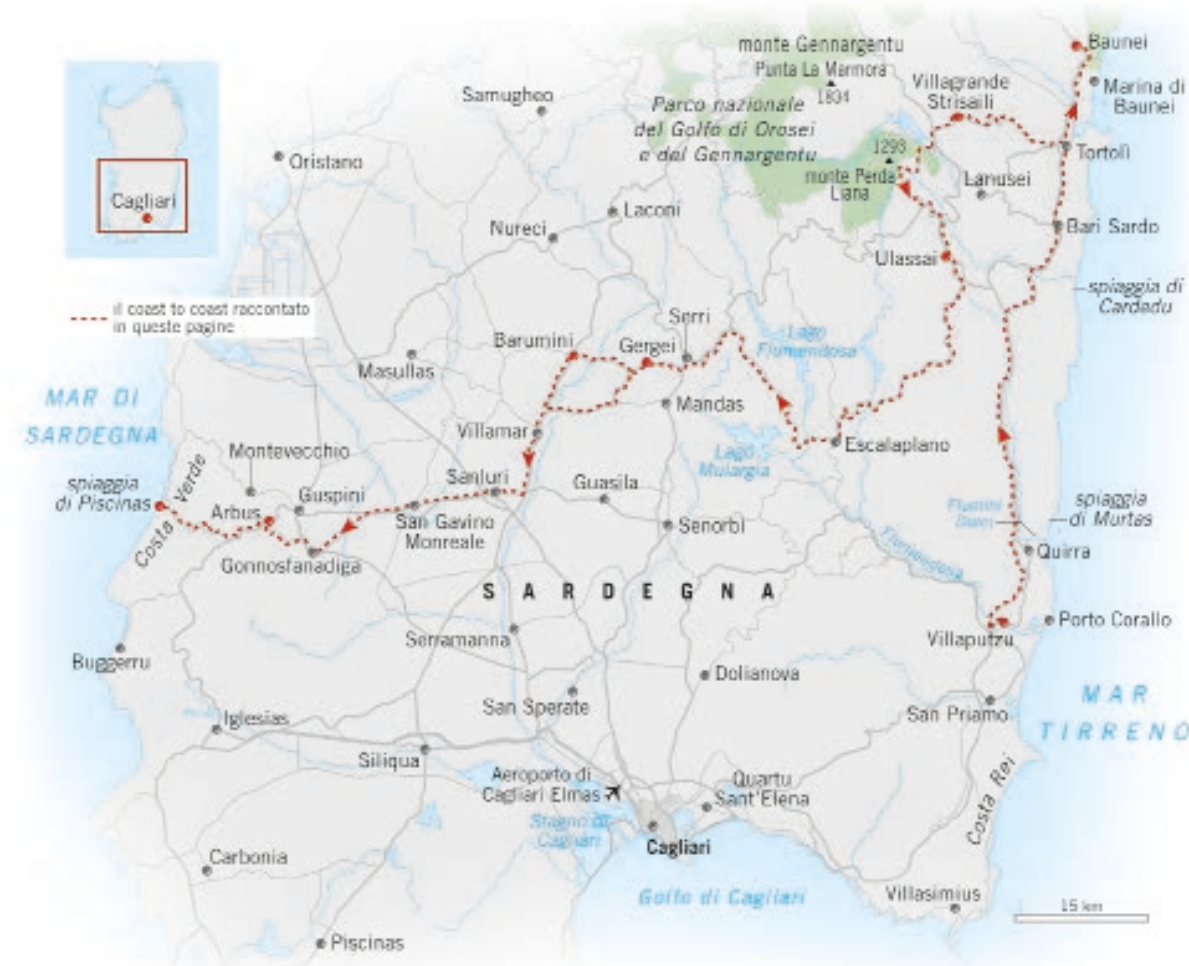 monte Gennargentu
Punta La Marmora
1834
Parco nazionale
del Golfo di Orosei
e del Gennargentu
Villagrande
Strisaili
Baunei
Marina di
Baunei
Samugheo
Oristano
Cagliari
1293
monte Perda
Liana
Tortolì
Lanusei
Laconi
Nureci
Bari Sardo
Ulassai
spiaggia di
Cardedu
il coast to coast raccontato
in queste pagine
Serri
Barumini
Gergei
Lago
Flumendosa
Masullas
MAR DI
SARDEGNA
Mandas
Villamar
Escalaplano
Lago
Mulargia
Montevecchio
Sanluri
Guasila
spiaggia
di Piscinas
Costa Verde
Guspini
Arbus
San Gavino
Monreale
Senorbì
Flumini
spiaggia
di Murtas
Gonnosfanadiga
Quirra
Flumendosa
SARDEGNA
Serramanna
Villaputzu
Porto Corallo
Buggerru
Dolianova
San Sperate
San Priamo
MAR
TIRRENO
Iglesias
Siliqua
Aeroporto di
Cagliari Elmas
Quartu
Sant'Elena
Costa Rei
Stagno di
Cagliari
Cagliari
Carbonia
Golfo di Cagliari
Villasimius
15 km
Piscinas